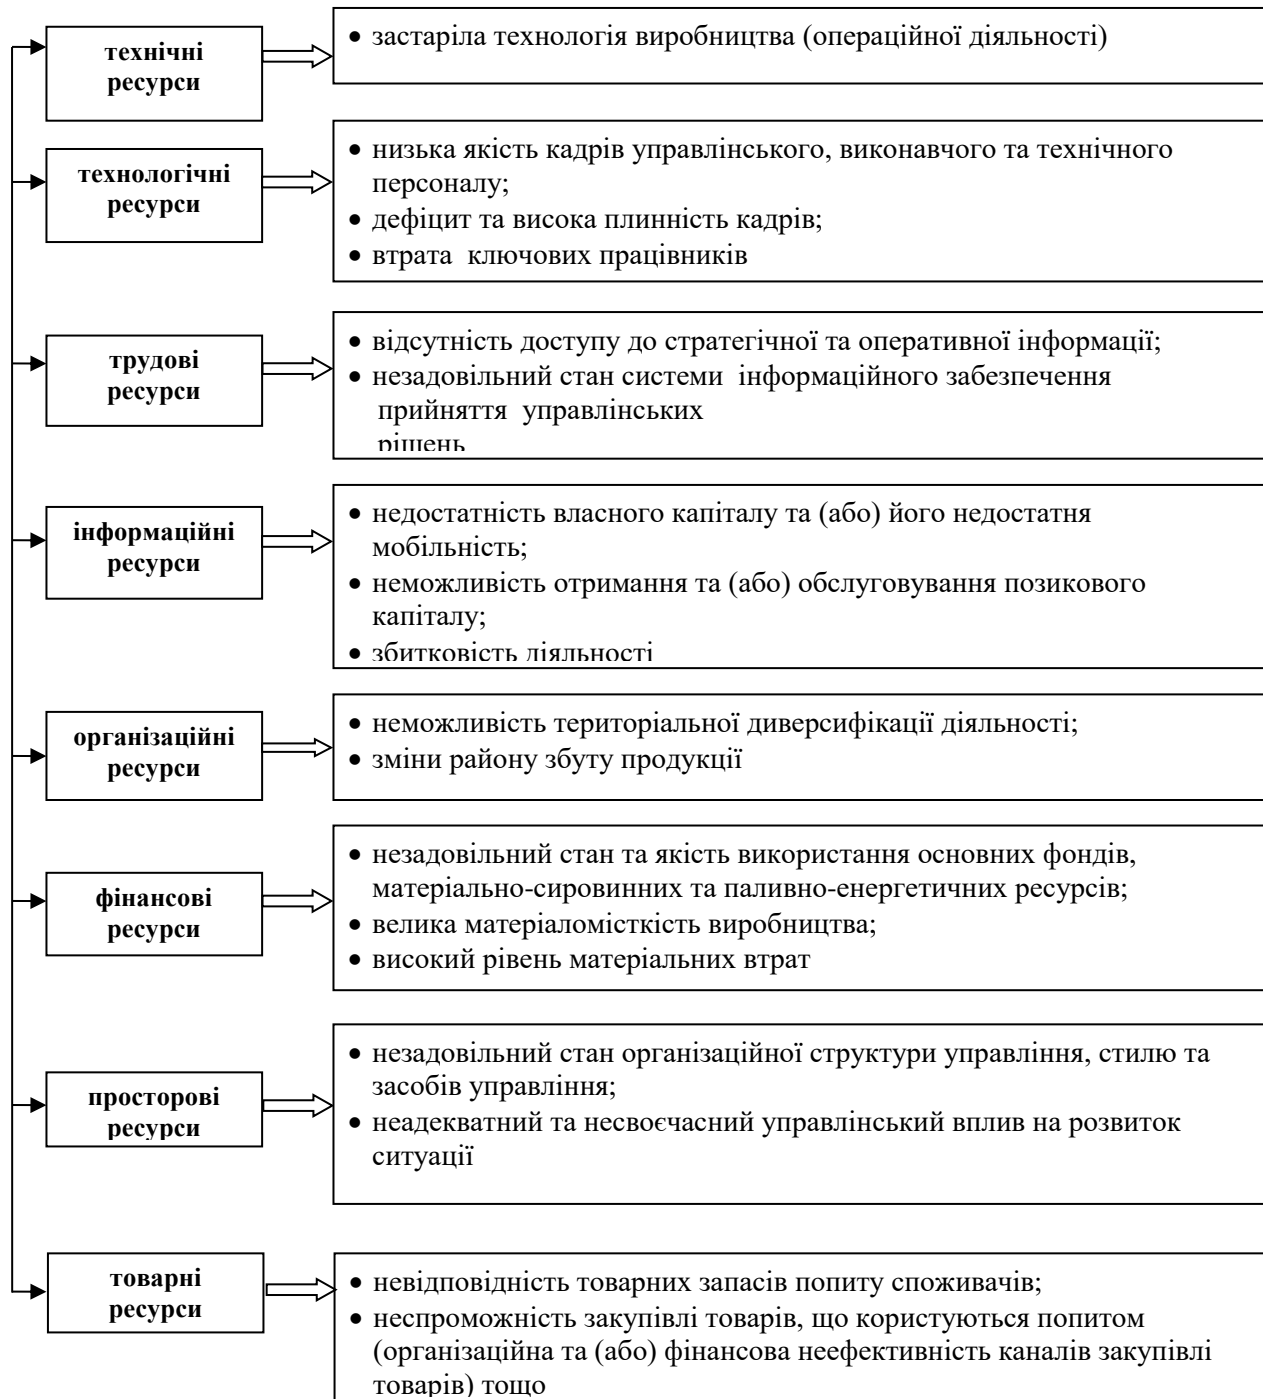 технічні
ресурси
• застаріла технологія виробництва (операційної діяльності)
технологічні
ресурси
• низька якість кадрів управлінського, виконавчого та технічного
персоналу;
• дефіцит та висока плинність кадрів;
• втрата ключових працівників
трудові
ресурси
• відсутність доступу до стратегічної та оперативної інформації;
• незадовільний стан системи інформаційного забезпечення
прийняття управлінських
рішень
інформаційні
ресурси
• недостатність власного капіталу та (або) його недостатня
мобільність;
• неможливість отримання та (або) обслуговування позикового
капіталу;
• збитковість діяльності
організаційні
ресурси
• неможливість територіальної диверсифікації діяльності;
• зміни району збуту продукції
фінансові
ресурси
• незадовільний стан та якість використання основних фондів,
матеріально-сировинних та паливно-енергетичних ресурсів;
• велика матеріаломісткість виробництва;
• високий рівень матеріальних втрат
просторові
ресурси
• незадовільний стан організаційної структури управління, стилю та
засобів управління;
• неадекватний та несвоєчасний управлінський вплив на розвиток
ситуації
товарні
ресурси
• невідповідність товарних запасів попиту споживачів;
• неспроможність закупівлі товарів, що користуються попитом
(організаційна та (або) фінансова неефективність каналів закупівлі
товарів) тощо